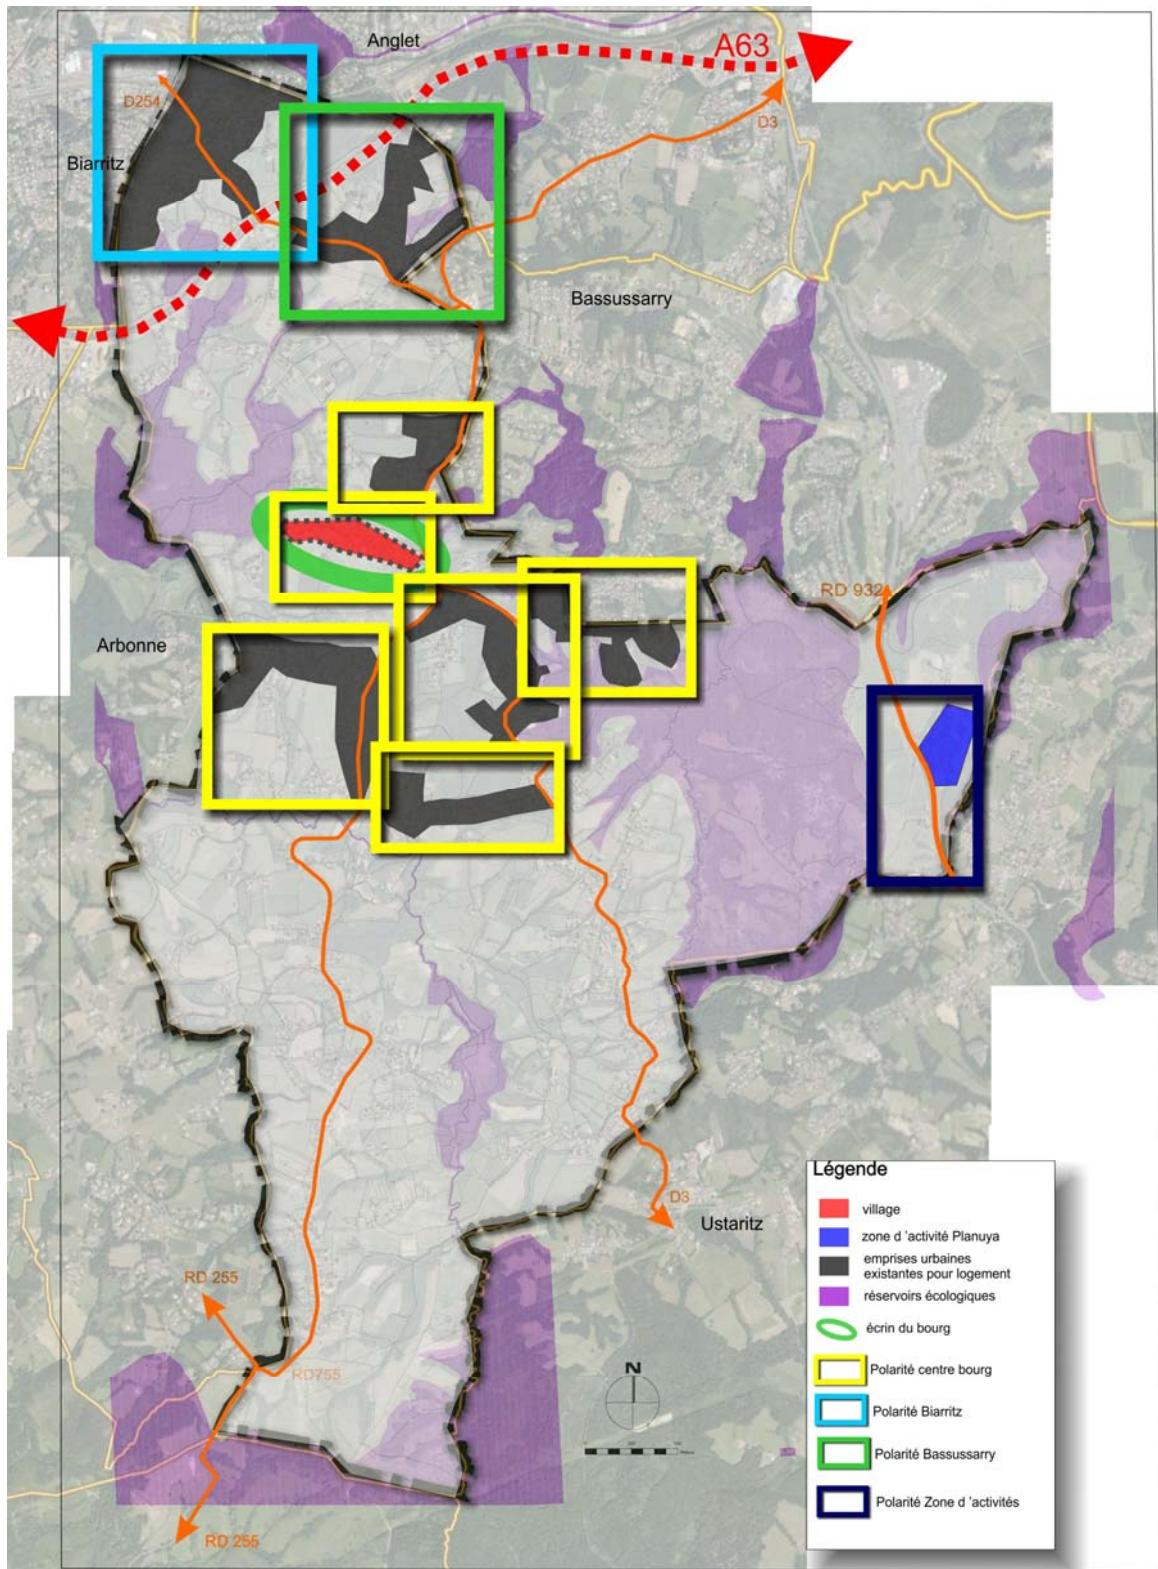 Anglet
A63
D254
D3
Biarritz
Bassussarry
RD 932
Arbonne
D3
Ustaritz
RD 255
RD755
RD 255
N
Légende
village
zone d 'activité Planuya
emprises urbaines
existantes pour logement
réservoirs écologiques
écrin du bourg
Polarité centre bourg
Polarité Biarritz
Polarité Bassussarry
Polarité Zone d 'activités